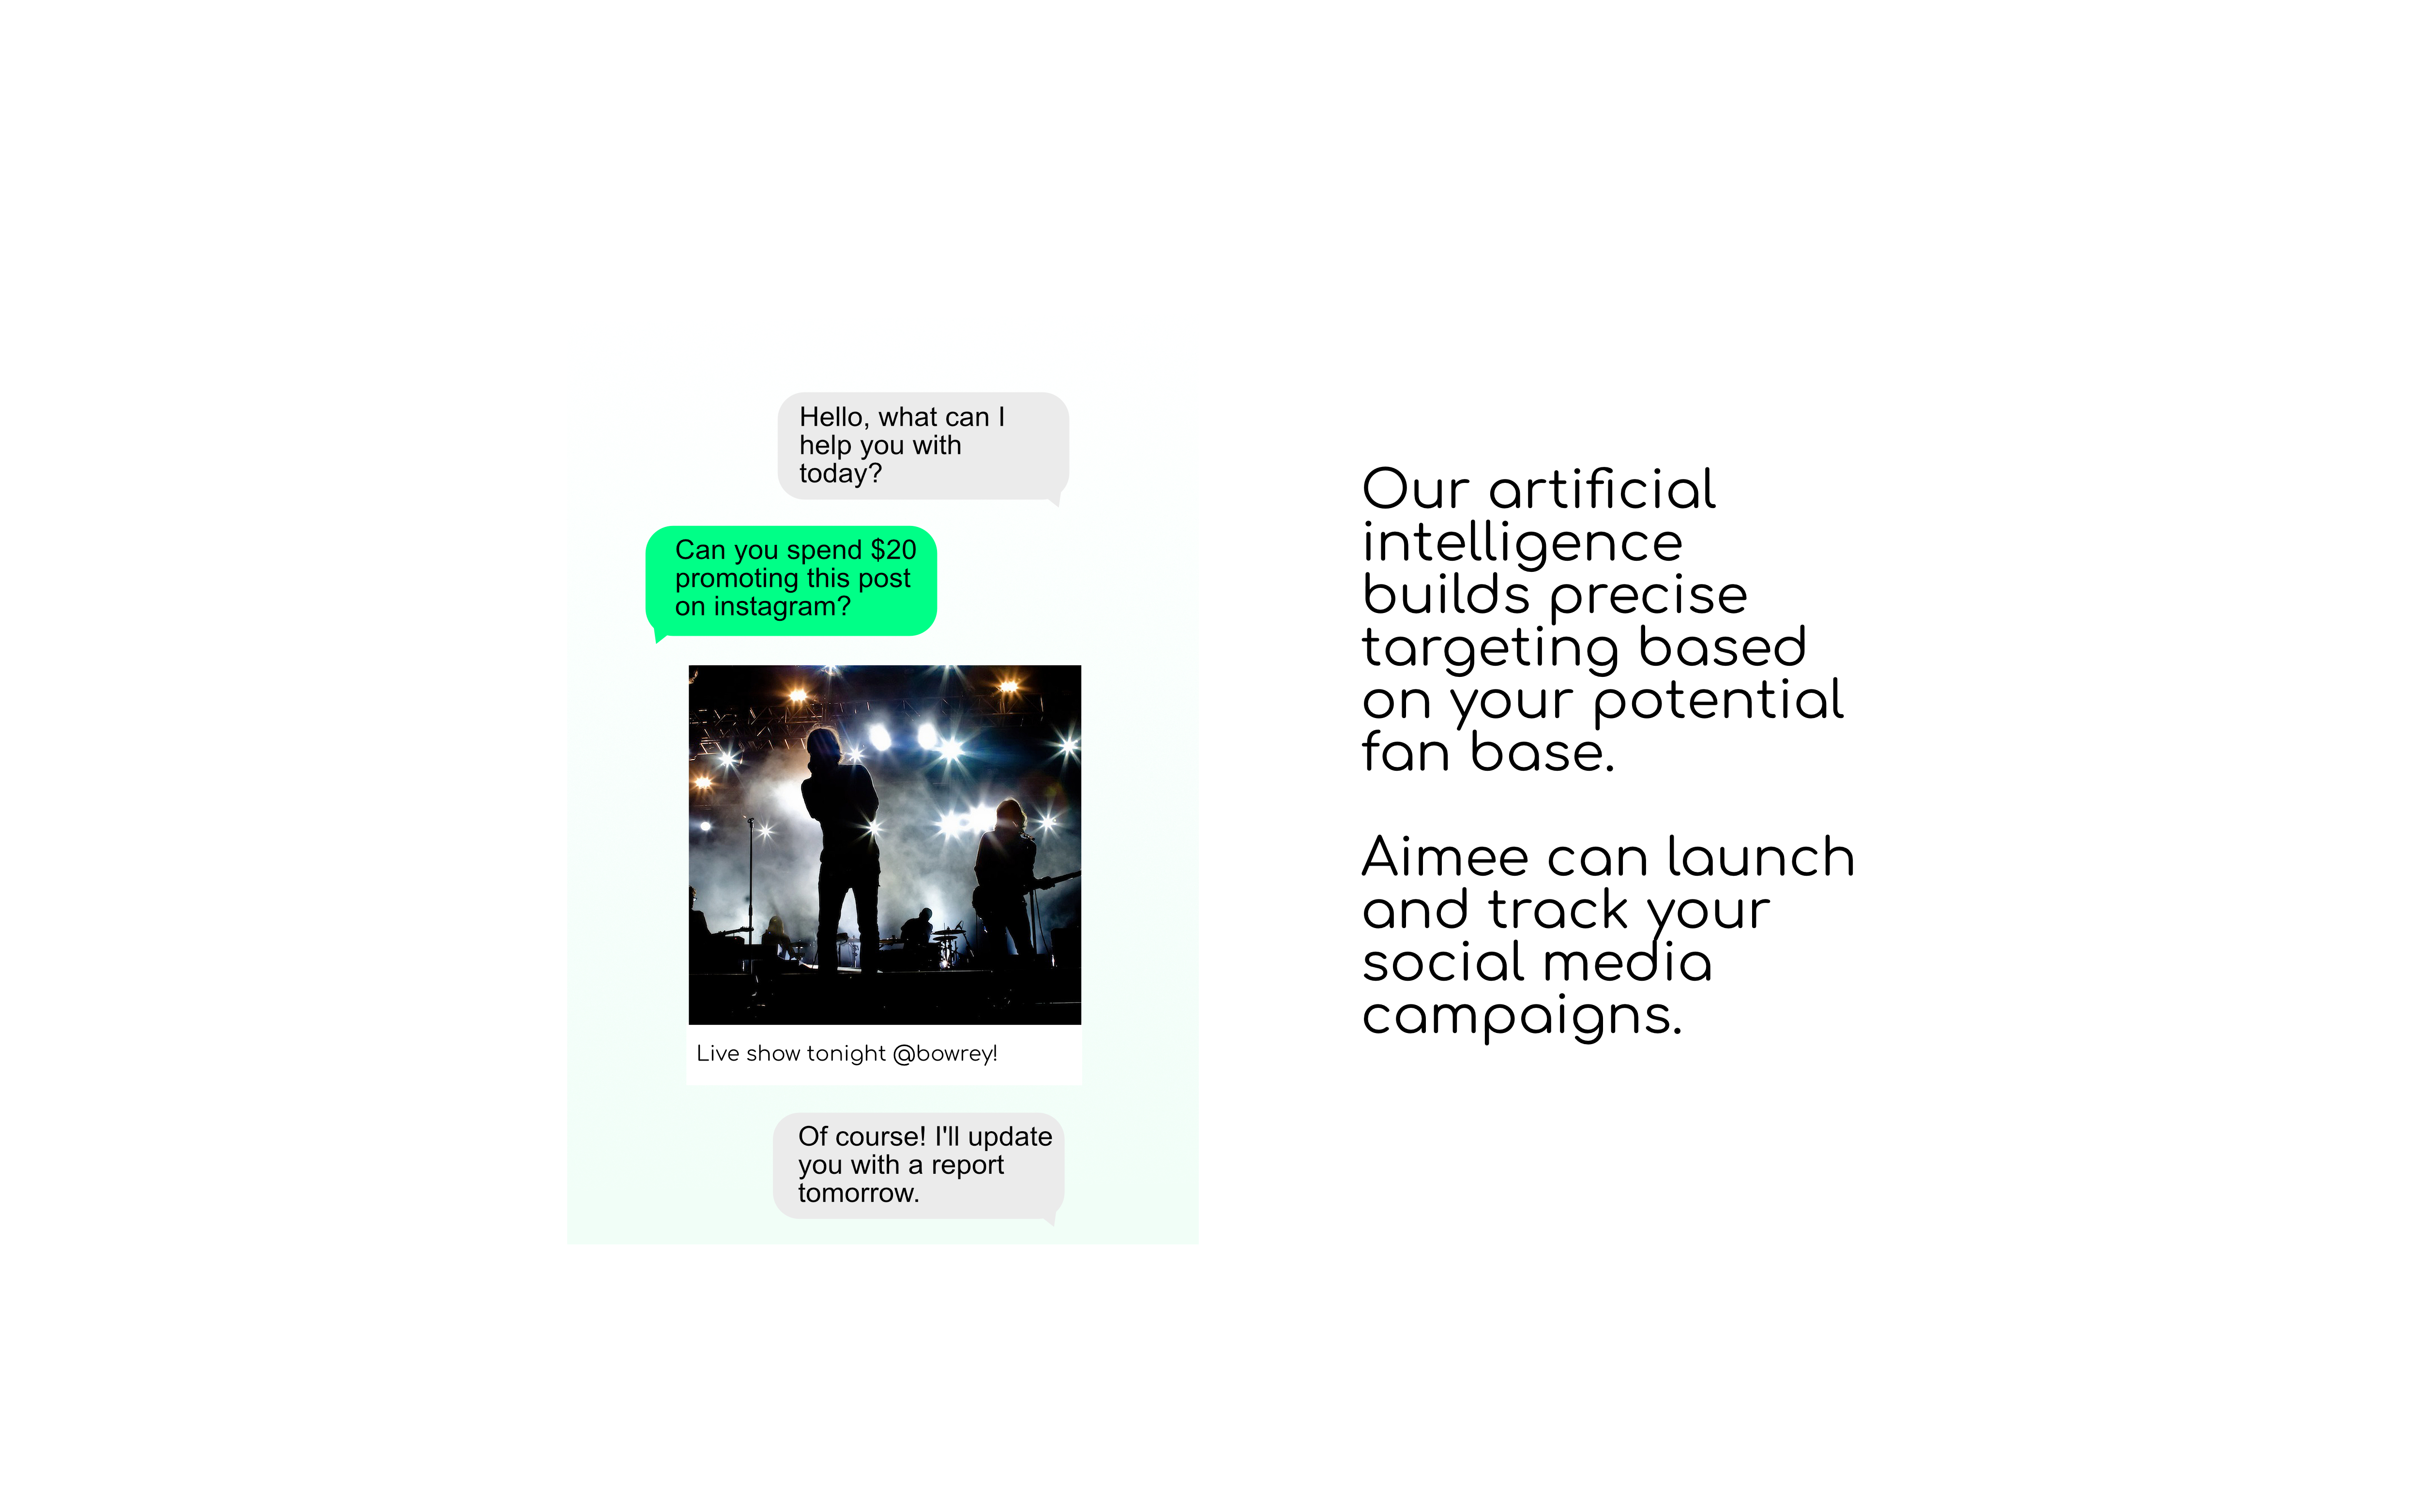 Hello, what can I
help you with
today?
Can you spend $20
promoting this post
on instagram?
Live show tonight @bowrey!
Of course! I'll update
you with a report
tomorrow.
Our artificial
intelligence
builds precise
targeting based
on your potential
fan base.
Aimee can launch
and track your
social media
campaigns.